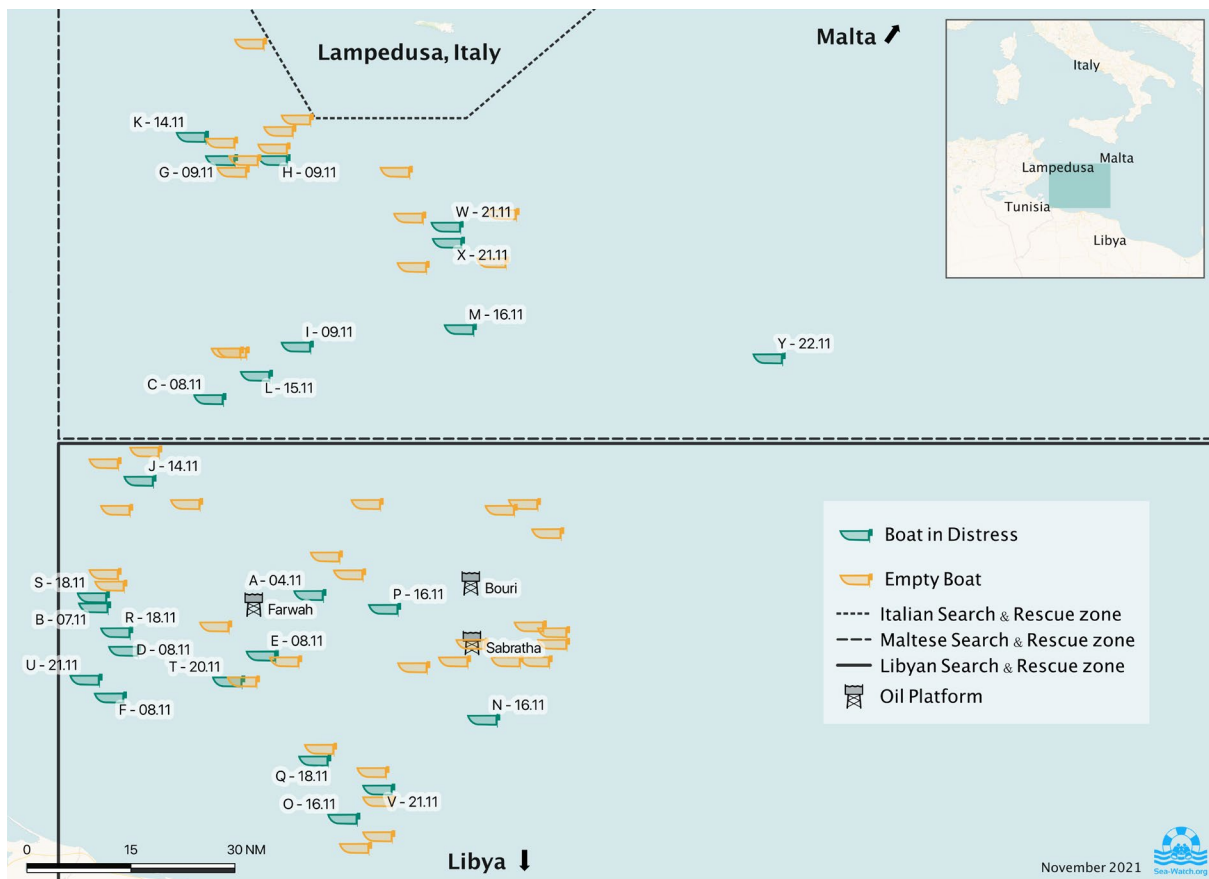 Lampedusa, Italy
Malta
Italy
Malta
Lampedusa
Tunisia
Libya
K - 14.11
G - 09.11
H - 09.11
W - 21.11
X - 21.11
M - 16.11
I - 09.11
Y - 22.11
C - 08.11
L - 15.11
J - 14.11
S - 18.11
A - 04.11
Bouri
Farwah
P - 16.11
B - 07.11
R - 18.11
D - 08.11
E - 08.11
Sabratha
U - 21.11
T - 20.11
F - 08.11
N - 16.11
Q - 18.11
O - 16.11
V - 21.11
Boat in Distress
Empty Boat
Italian Search & Rescue zone
Maltese Search & Rescue zone
Libyan Search & Rescue zone
Oil Platform
0 15 30 NM
Libya
November 2021
Sea-Watch.org